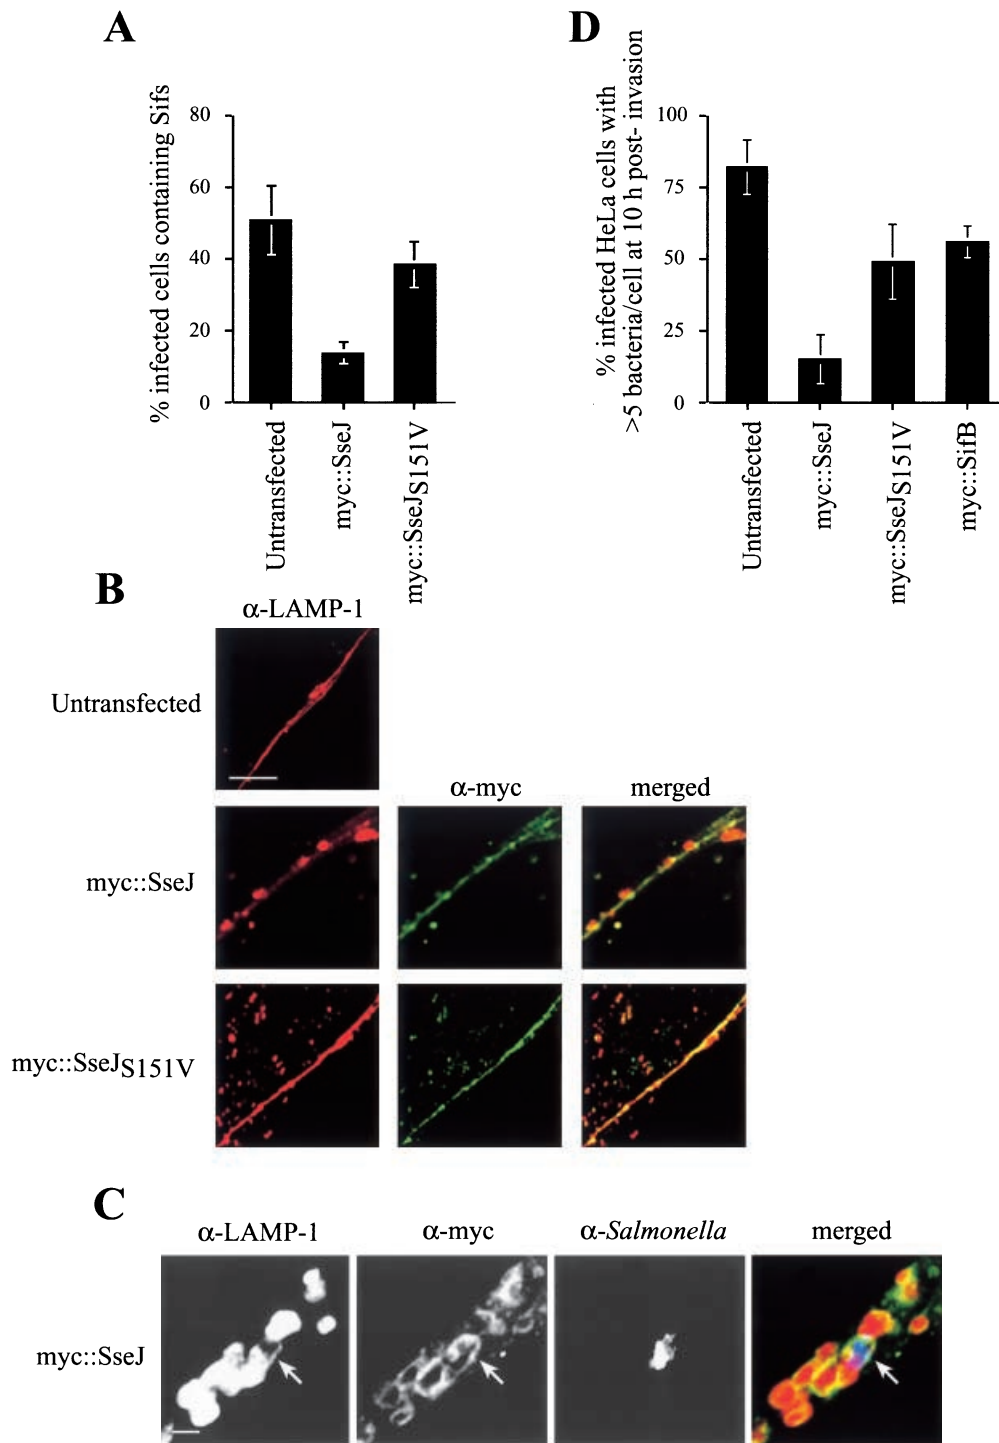 A
% infected cells containing Sifs
80
60
40
20
0
Untransfected
myc::SseJ
myc::SseJS151V
D
% infected HeLa cells with
>5 bacteria/cell at 10 h post- invasion
100
75
50
25
0
Untransfected
myc::SseJ
myc::SseJS151V
myc::SifB
B
α-LAMP-1
Untransfected
α-myc
merged
myc::SseJ
myc::SseJS151V
C
α-LAMP-1
α-myc
α-Salmonella
merged
myc::SseJ